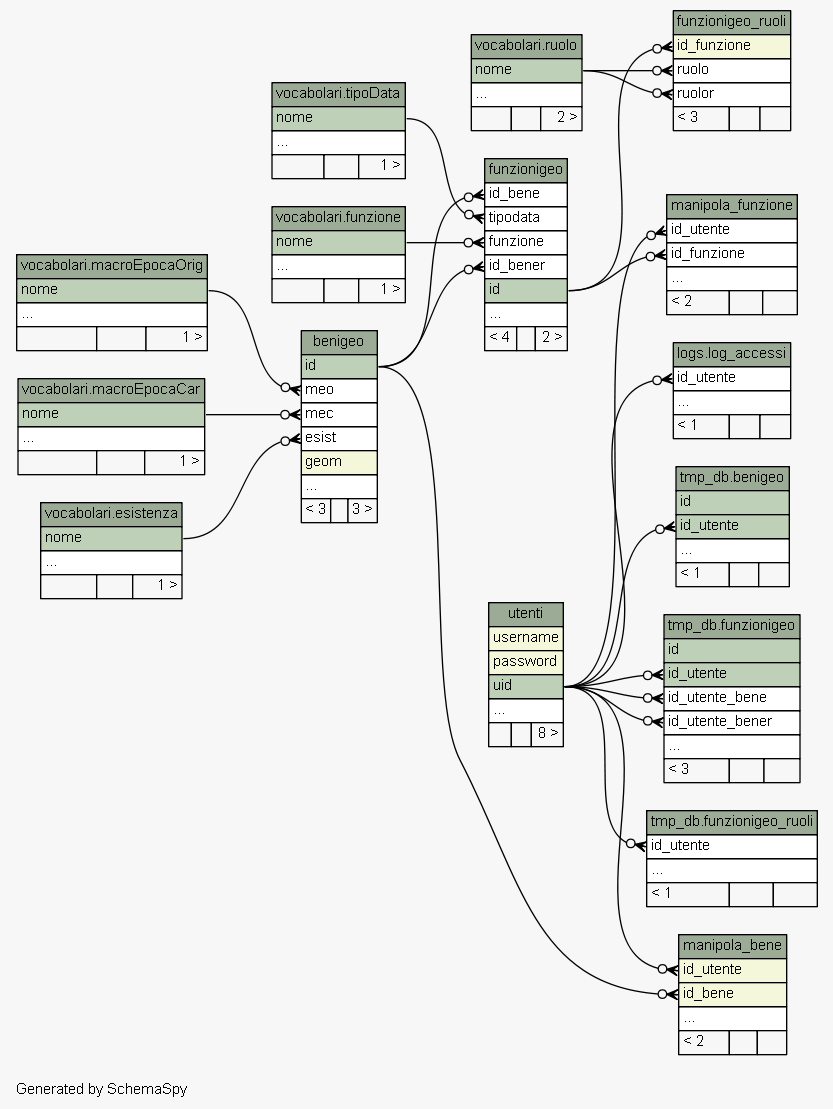 funzionigeo_ruoli
id_funzione
ruolo
ruolor
< 3
vocabolari.ruolo
nome
...
2 >
vocabolari.tipoData
nome
...
1 >
funzionigeo
id_bene
tipodata
funzione
id_bener
id
...
< 4 2 >
vocabolari.funzione
nome
...
1 >
manipola_funzione
id_utente
id_funzione
...
< 2
vocabolari.macroEpocaOrig
nome
...
1 >
benigeo
id
meo
mec
esist
geom
...
< 3 3 >
logs.log_accessi
id_utente
...
< 1
vocabolari.macroEpocaCar
nome
...
1 >
tmp_db.benigeo
id
id_utente
...
< 1
vocabolari.esistenza
nome
...
1 >
utenti
username
password
uid
...
8 >
tmp_db.funzionigeo
id
id_utente
id_utente_bene
id_utente_bener
...
< 3
tmp_db.funzionigeo_ruoli
id_utente
...
< 1
manipola_bene
id_utente
id_bene
...
< 2
Generated by SchemaSpy